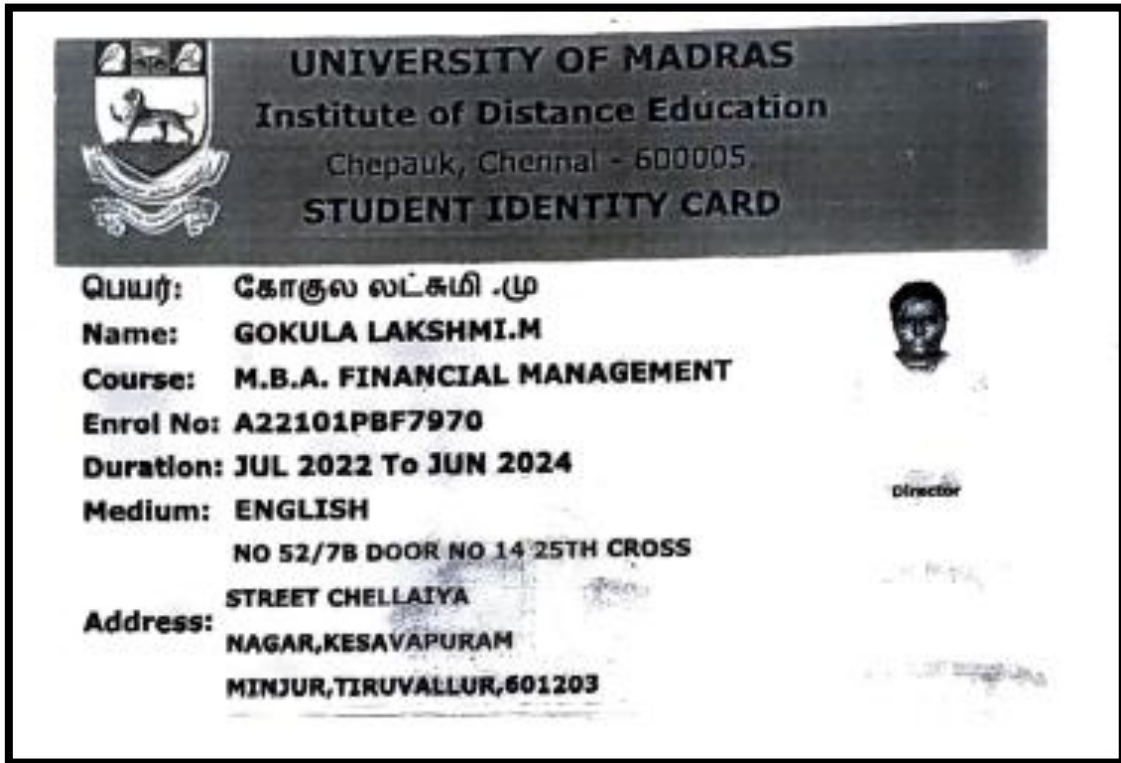 UNIVERSITY OF MADRAS
Institute of Distance Education
Chepauk, Chennai - 600005.
STUDENT IDENTITY CARD
பெயர்: கோகுல லட்சுமி .மு
Name: GOKULA LAKSHMI.M
Course: M.B.A. FINANCIAL MANAGEMENT
Enrol No: A22101PBF7970
Duration: JUL 2022 To JUN 2024
Medium: ENGLISH
Director
Address: NO 52/7B DOOR NO 14 25TH CROSS
STREET CHELLAIYA
NAGAR,KESAVAPURAM
MINJUR,TIRUVALLUR,601203